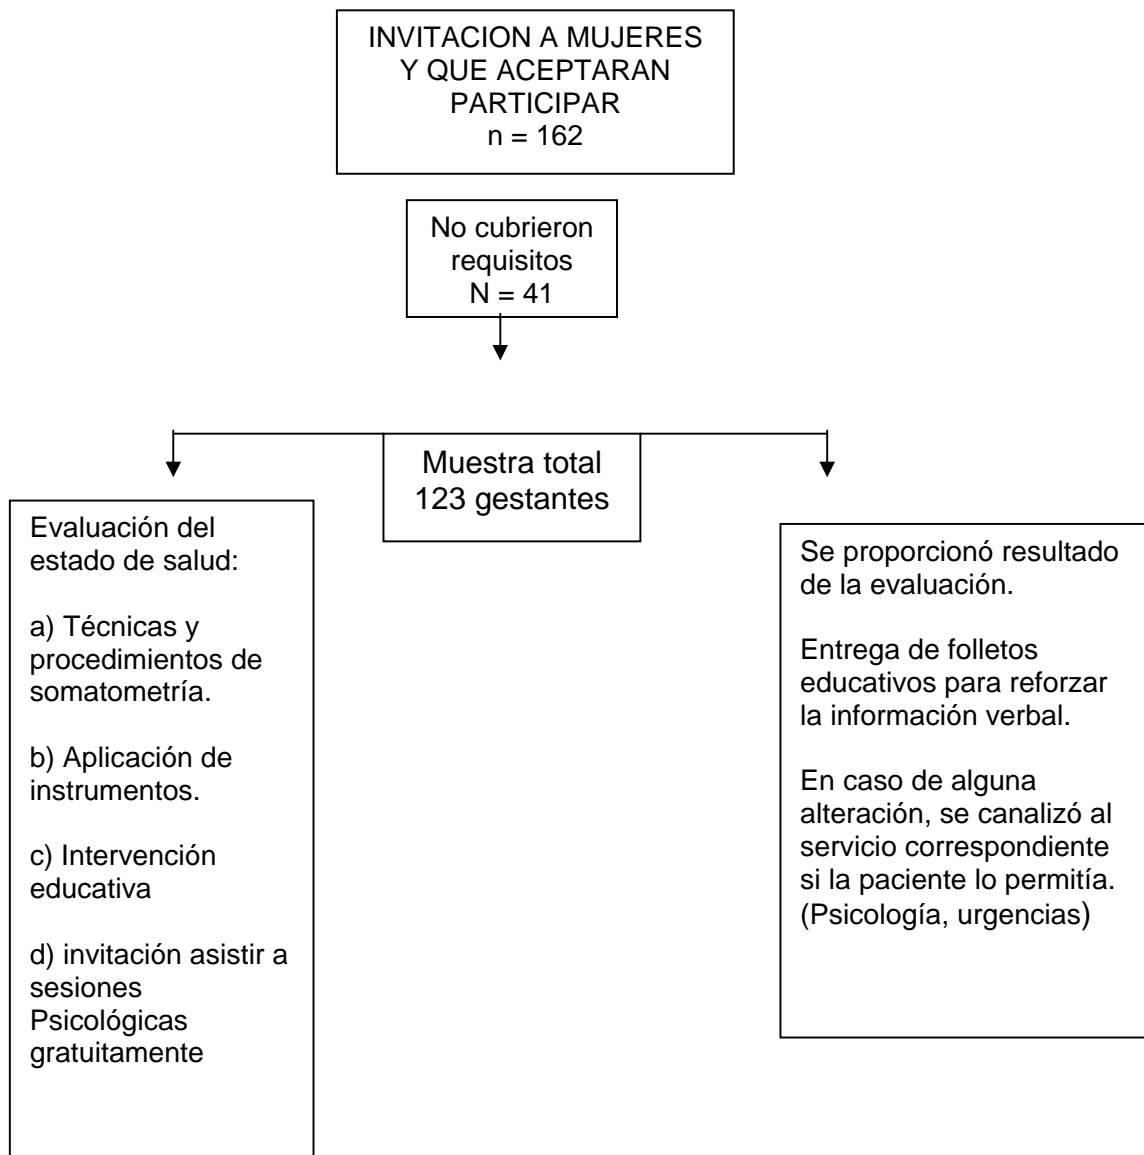 INVITACION A MUJERES
Y QUE ACEPTARAN
PARTICIPAR
n = 162
No cubrieron
requisitos
N = 41
Muestra total
123 gestantes
Evaluación del
estado de salud:
a) Técnicas y
procedimientos de
somatometría.
b) Aplicación de
instrumentos.
c) Intervención
educativa
d) invitación asistir a
sesiones
Psicológicas
gratuitamente
Se proporcionó resultado
de la evaluación.
Entrega de folletos
educativos para reforzar
la información verbal.
En caso de alguna
alteración, se canalizó al
servicio correspondiente
si la paciente lo permitía.
(Psicología, urgencias)